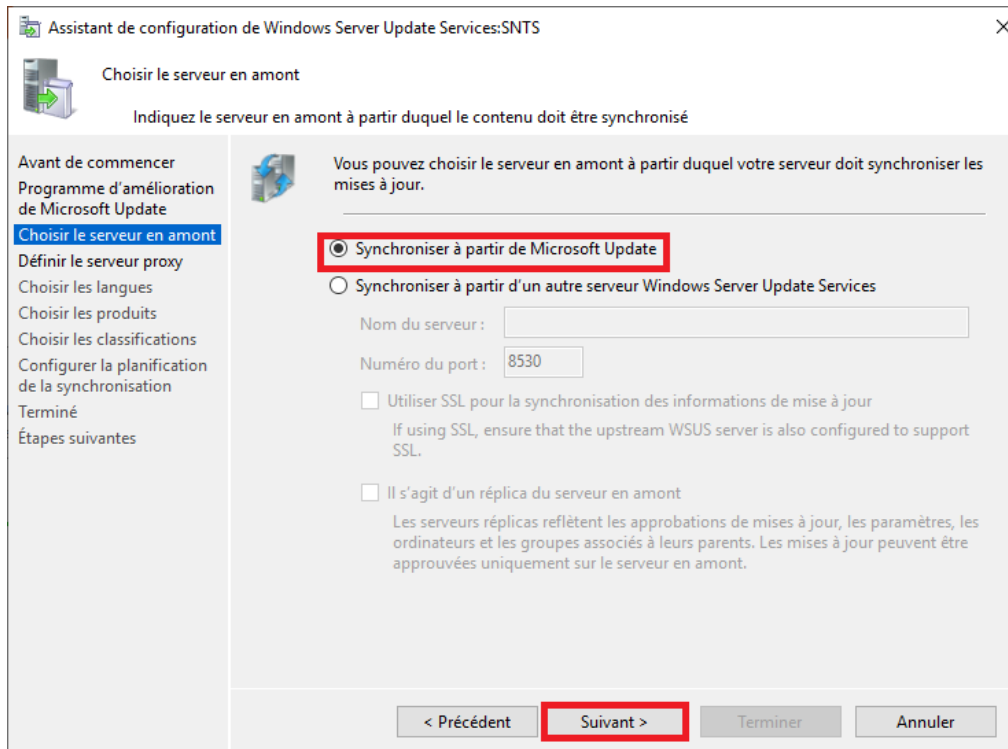 Assistant de configuration de Windows Server Update Services:SNTS
Choisir le serveur en amont
Indiquez le serveur en amont à partir duquel le contenu doit être synchronisé
Avant de commencer
Programme d'amélioration
de Microsoft Update
Choisir le serveur en amont
Définir le serveur proxy
Choisir les langues
Choisir les produits
Choisir les classifications
Configurer la planification
de la synchronisation
Terminé
Étapes suivantes
Vous pouvez choisir le serveur en amont à partir duquel votre serveur doit synchroniser les
mises à jour.
Synchroniser à partir de Microsoft Update
Synchroniser à partir d'un autre serveur Windows Server Update Services
Nom du serveur :
Numéro du port : 8530
Utiliser SSL pour la synchronisation des informations de mise à jour
If using SSL, ensure that the upstream WSUS server is also configured to support
SSL.
Il s'agit d'un réplica du serveur en amont
Les serveurs réplicas reflètent les approbations de mises à jour, les paramètres, les
ordinateurs et les groupes associés à leurs parents. Les mises à jour peuvent être
approuvées uniquement sur le serveur en amont.
< Précédent Suivant > Terminer Annuler